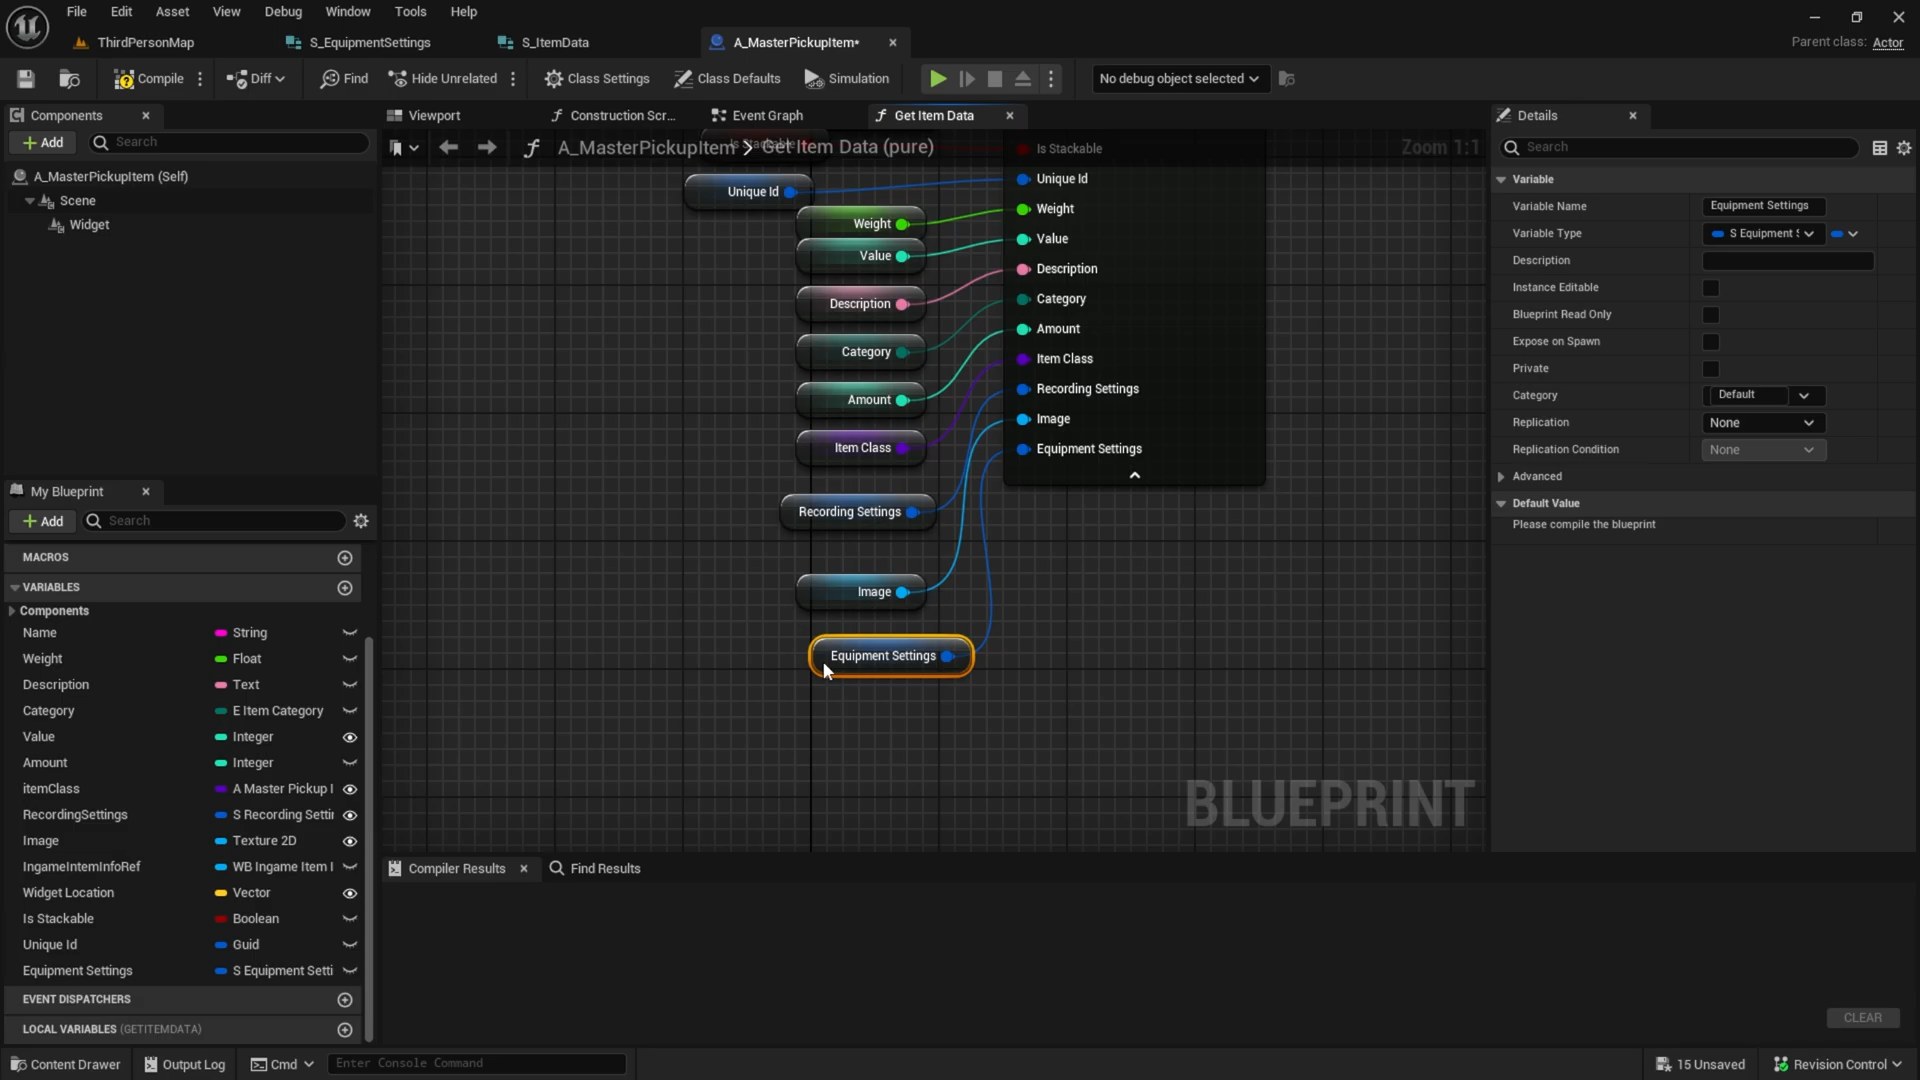 File Edit View Debug Window Tools Help
ThirdPersonMap S_EquipmentSettings S_ItemData A_MasterPickupItem* Parent class: Actor
Compile Diff Find Hide Unrelated Class Settings Class Defaults Simulation No debug object selected
Components
Add Search
A_MasterPickupItem (Self)
Scene
Widget
Viewport Construction Scr... Event Graph Get Item Data
A_MasterPickupItem > Get Item Data (pure) Zoom 1:1
Is Stackable Is Stackable
Unique Id Unique Id
Weight Weight
Value Value
Description Description
Category Category
Amount Amount
Item Class Item Class
Recording Settings Recording Settings
Image Image
Equipment Settings Equipment Settings
BLUEPRINT
Details
Search
Variable
Variable Name Equipment Settings
Variable Type S Equipment S
Description
Instance Editable
Blueprint Read Only
Expose on Spawn
Private
Category Default
Replication None
Replication Condition None
Advanced
Default Value
Please compile the blueprint
My Blueprint
Add Search
MACROS
VARIABLES
Components
Name String
Weight Float
Description Text
Category E Item Category
Value Integer
Amount Integer
itemClass A Master Pickup I
RecordingSettings S Recording Settin
Image Texture 2D
IngameIntemInfoRef WB Ingame Item I
Widget Location Vector
Is Stackable Boolean
Unique Id Guid
Equipment Settings S Equipment Setti
EVENT DISPATCHERS
LOCAL VARIABLES (GETITEMDATA)
Compiler Results Find Results
CLEAR
Content Drawer Output Log Cmd Enter Console Command 15 Unsaved Revision Control